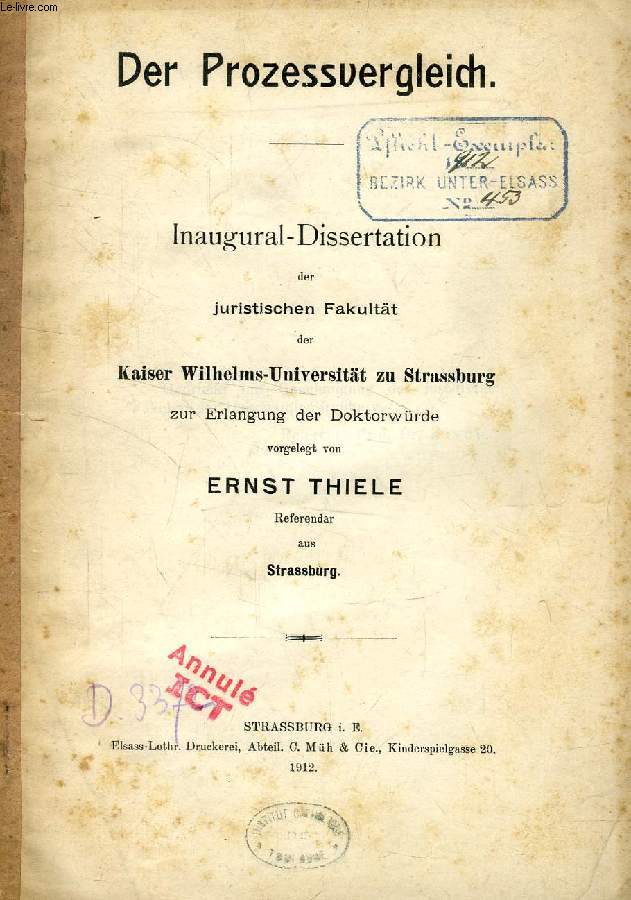 Le-livre.com
Der Prozessvergleich.
Pflicht-Exemplar
1912
BEZIRK UNTER-ELSASS
No 453
Inaugural-Dissertation
der
juristischen Fakultät
der
Kaiser Wilhelms-Universität zu Strassburg
zur Erlangung der Doktorwürde
vorgelegt von
ERNST THIELE
Referendar
aus
Strassburg.
Annulé
ICT
D. 337
STRASSBURG i. E.
Elsass-Lothr. Druckerei, Abteil. C. Müh & Cie., Kinderspielgasse 20.
1912.